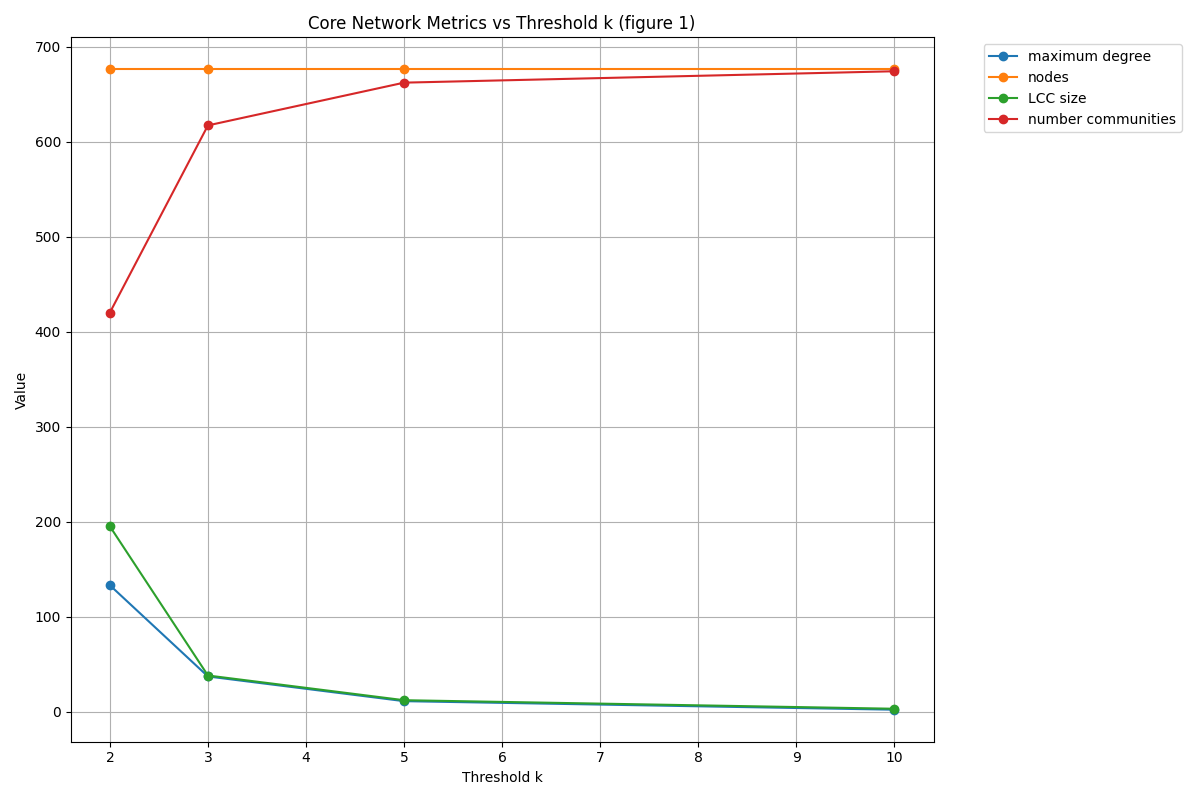 Core Network Metrics vs Threshold k (figure 1)
maximum degree
nodes
LCC size
number communities
Value
700
600
500
400
300
200
100
0
2 3 4 5 6 7 8 9 10
Threshold k